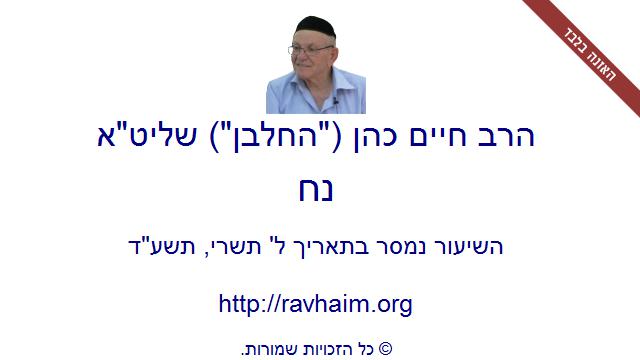 האזנה בלבד
הרב חיים כהן ("החלבן") שליט"א
נח
השיעור נמסר בתאריך ל' תשרי, תשע"ד
http://ravhaim.org
© כל הזכויות שמורות.